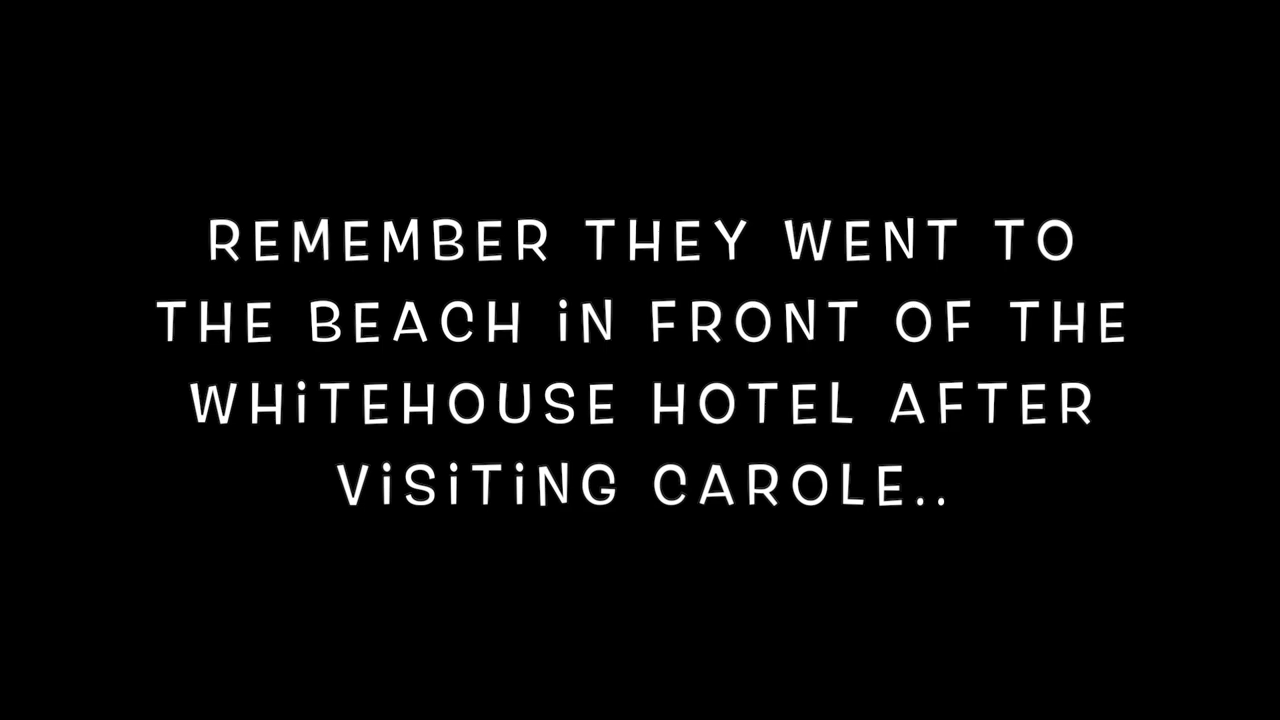 REMEMBER THEY WENT TO
THE BEACH iN FRONT OF THE
WHiTEHOUSE HOTEL AFTER
ViSiTiNG CAROLE..